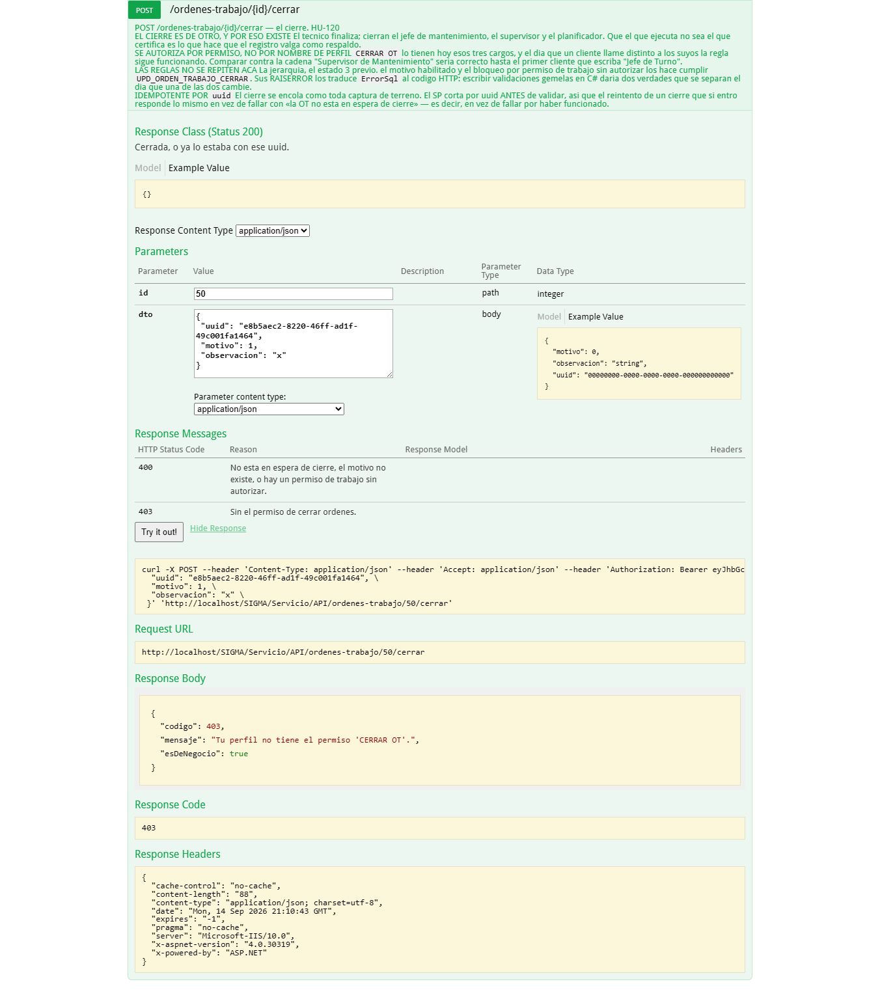 POST /ordenes-trabajo/{id}/cerrar
POST /ordenes-trabajo/{id}/cerrar — el cierre. HU-120
EL CIERRE ES DE OTRO, Y POR ESO EXISTE El tecnico finaliza; cierran el jefe de mantenimiento, el supervisor y el planificador. Que el que ejecuta no sea el que
certifica es lo que hace que el registro valga como respaldo.
SE AUTORIZA POR PERMISO, NO POR NOMBRE DE PERFIL CERRAR OT lo tienen hoy esos tres cargos, y el dia que un cliente llame distinto a los suyos la regla
sigue funcionando. Comparar contra la cadena "Supervisor de Mantenimiento" seria correcto hasta el primer cliente que escriba "Jefe de Turno".
LAS REGLAS NO SE REPITEN ACA La jerarquia, el estado 3 previo. el motivo habilitado y el bloqueo por permiso de trabajo sin autorizar los hace cumplir
UPD_ORDEN_TRABAJO_CERRAR . Sus RAISERROR los traduce ErrorSql al codigo HTTP: escribir validaciones gemelas en C# daria dos verdades que se separan el
dia que una de las dos cambie.
IDEMPOTENTE POR uuid El cierre se encola como toda captura de terreno. El SP corta por uuid ANTES de validar, asi que el reintento de un cierre que si entro
responde lo mismo en vez de fallar con «la OT no esta en espera de cierre» — es decir, en vez de fallar por haber funcionado.
Response Class (Status 200)
Cerrada, o ya lo estaba con ese uuid.
Model Example Value
{}
Response Content Type application/json
Parameters
Parameter Value Description Parameter Type Data Type
id 50 path integer
dto body Model Example Value
{
"uuid": "e8b5aec2-8220-46ff-ad1f-
49c001fa1464",
"motivo": 1,
"observacion": "x"
}
{
"motivo": 0,
"observacion": "string",
"uuid": "00000000-0000-0000-0000-000000000000"
}
Parameter content type:
application/json
Response Messages
HTTP Status Code Reason Response Model Headers
400 No esta en espera de cierre, el motivo no
existe, o hay un permiso de trabajo sin
autorizar.
403 Sin el permiso de cerrar ordenes.
Try it out! Hide Response
curl -X POST --header 'Content-Type: application/json' --header 'Accept: application/json' --header 'Authorization: Bearer eyJhbGc
"uuid": "e8b5aec2-8220-46ff-ad1f-49c001fa1464", \
"motivo": 1, \
"observacion": "x" \
}' 'http://localhost/SIGMA/Servicio/API/ordenes-trabajo/50/cerrar'
Request URL
http://localhost/SIGMA/Servicio/API/ordenes-trabajo/50/cerrar
Response Body
{
"codigo": 403,
"mensaje": "Tu perfil no tiene el permiso 'CERRAR OT'.",
"esDeNegocio": true
}
Response Code
403
Response Headers
{
"cache-control": "no-cache",
"content-length": "88",
"content-type": "application/json; charset=utf-8",
"date": "Mon, 14 Sep 2026 21:10:43 GMT",
"expires": "-1",
"pragma": "no-cache",
"server": "Microsoft-IIS/10.0",
"x-aspnet-version": "4.0.30319",
"x-powered-by": "ASP.NET"
}